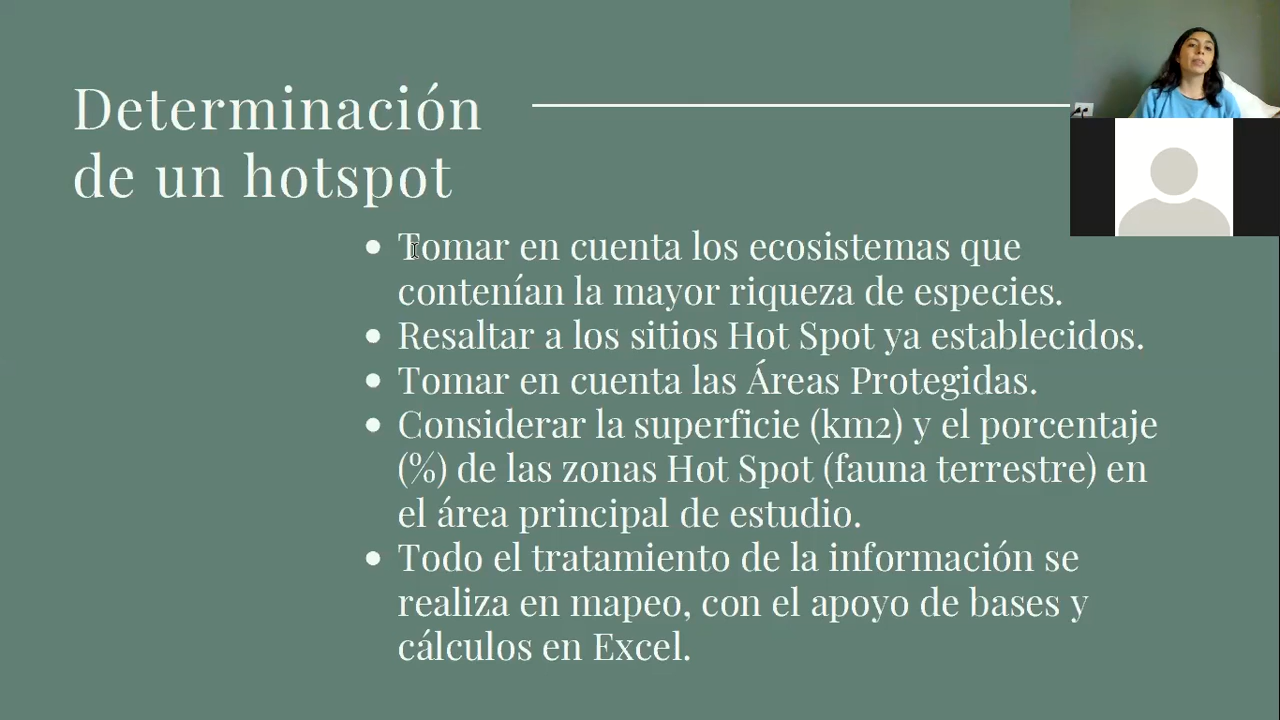 Determinación
de un hotspot
Tomar en cuenta los ecosistemas que
contenían la mayor riqueza de especies.
Resaltar a los sitios Hot Spot ya establecidos.
Tomar en cuenta las Áreas Protegidas.
Considerar la superficie (km2) y el porcentaje
(%) de las zonas Hot Spot (fauna terrestre) en
el área principal de estudio.
Todo el tratamiento de la información se
realiza en mapeo, con el apoyo de bases y
cálculos en Excel.